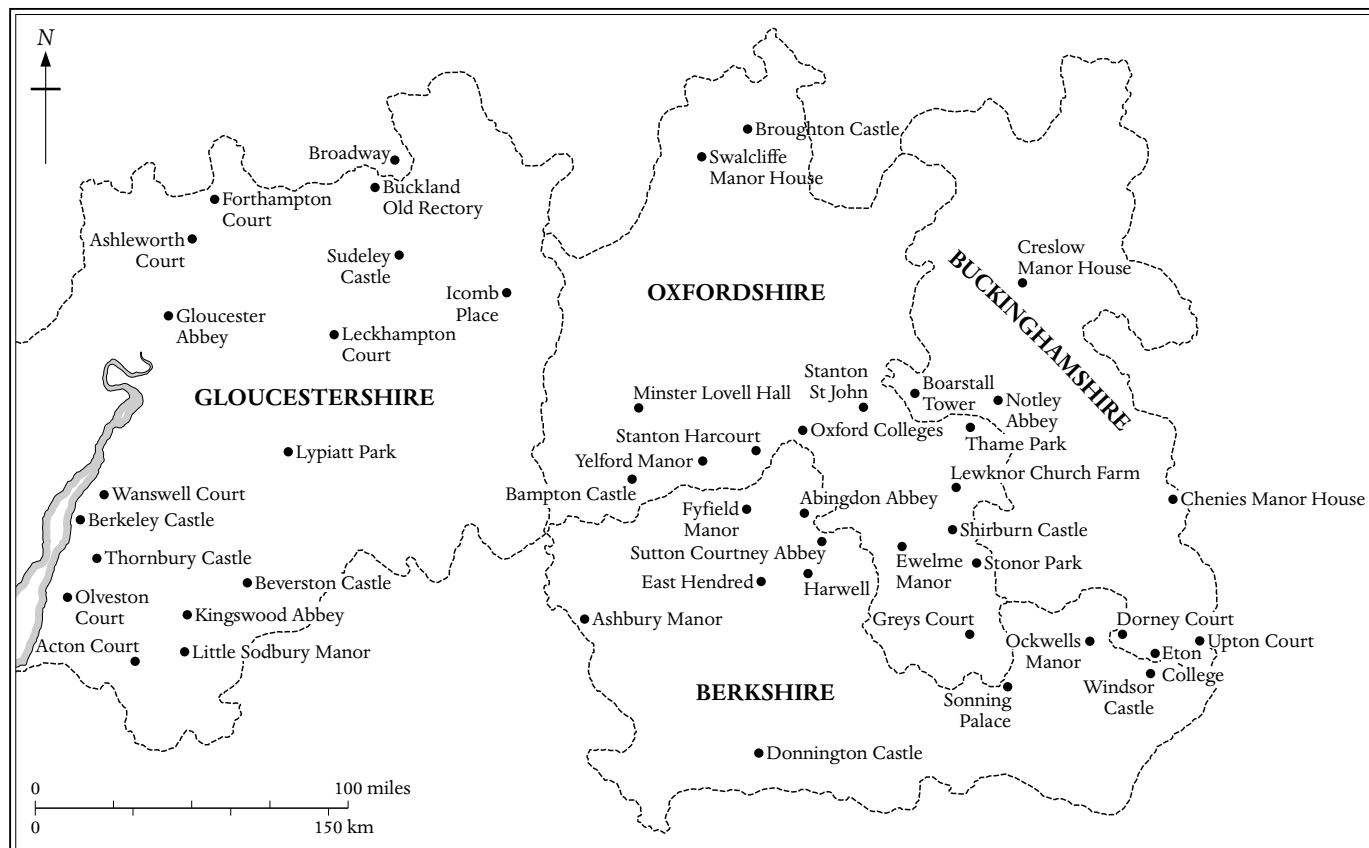 N
Broadway
Buckland
Old Rectory
Forthampton
Court
Ashleworth
Court
Sudeley
Castle
Icomb
Place
Gloucester
Abbey
Leckhampton
Court
GLOUCESTERSHIRE
Lypiatt Park
Wanswell Court
Berkeley Castle
Thornbury Castle
Beverston Castle
Olveston
Court
Kingswood Abbey
Acton Court
Little Sodbury Manor
Broughton Castle
Swalcliffe
Manor House
OXFORDSHIRE
Minster Lovell Hall
Stanton
St John
Stanton Harcourt
Oxford Colleges
Yelford Manor
Bampton Castle
Creslow
Manor House
BUCKINGHAMSHIRE
Boarstall
Tower
Notley
Abbey
Thame Park
Lewknor Church Farm
Chenies Manor House
Abingdon Abbey
Fyfield
Manor
Shirburn Castle
Sutton Courtney Abbey
Ewelme
Manor
Stonor Park
East Hendred
Harwell
Ashbury Manor
Greys Court
Dorney Court
Ockwells
Manor
Upton Court
Eton
College
Windsor
Castle
BERKSHIRE
Sonning
Palace
Donnington Castle
0 100 miles
0 150 km